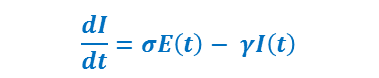 dI/dt = σE(t) − γI(t)